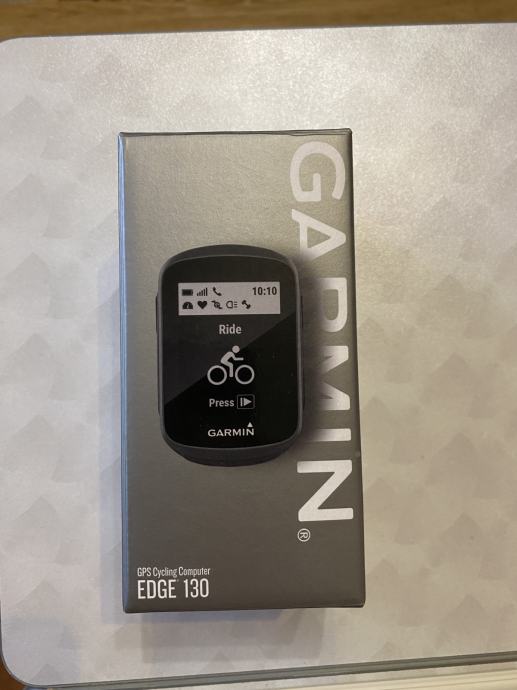 GARMIN®
10:10
Ride
Press
GARMIN
GPS Cycling Computer
EDGE 130